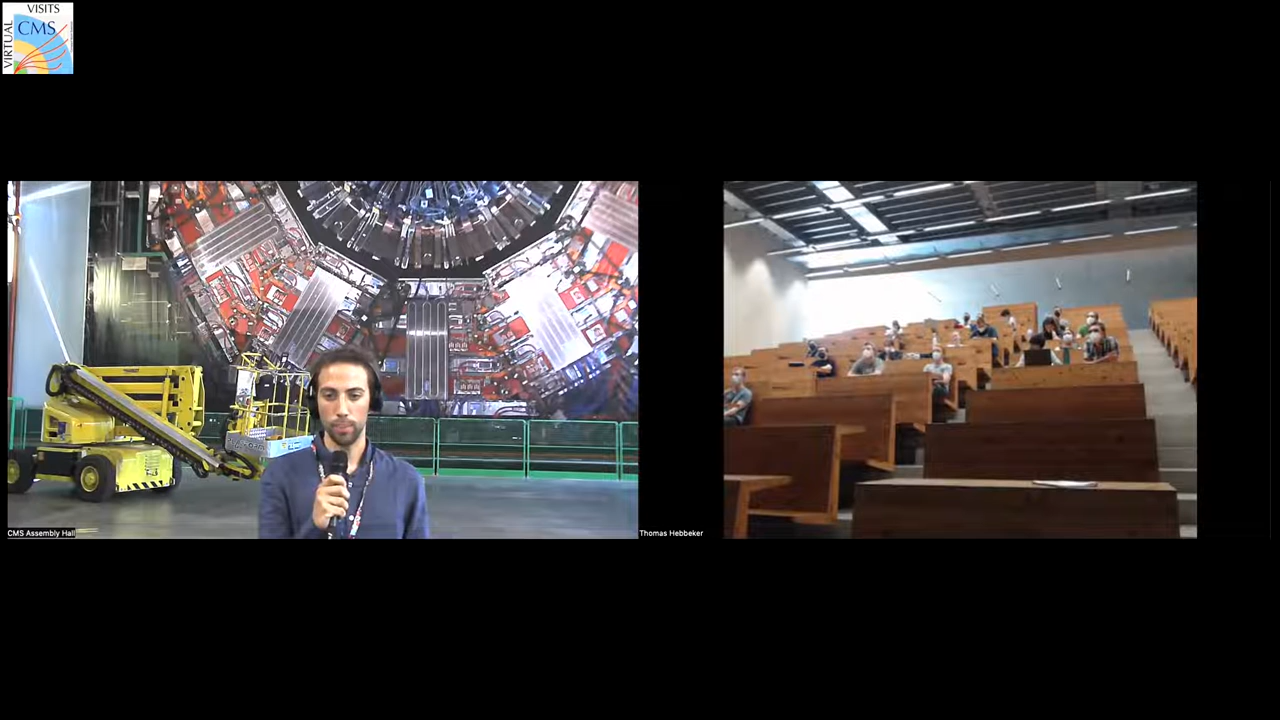 VISITS
VIRTUAL
CMS
CMS Assembly Hall
Thomas Hebbeker